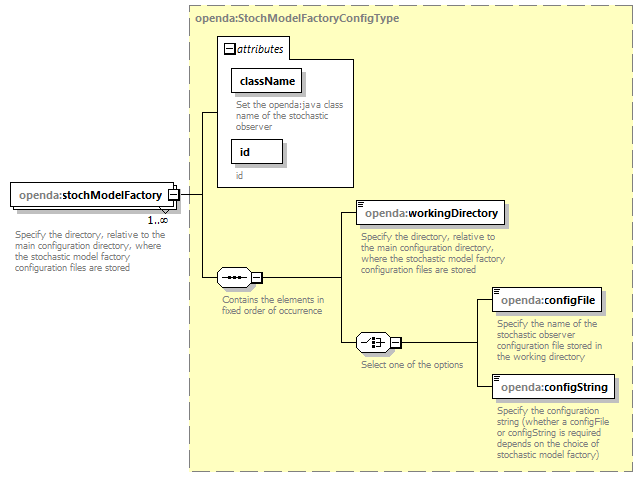 openda:StochModelFactoryConfigType
attributes
className
Set the openda:java class
name of the stochastic
observer
id
id
openda:stochModelFactory
1..∞
Specify the directory, relative to the
main configuration directory, where
the stochastic model factory
configuration files are stored
openda:workingDirectory
Specify the directory, relative to
the main configuration directory,
where the stochastic model factory
configuration files are stored
Contains the elements in
fixed order of occurrence
openda:configFile
Specify the name of the
stochastic observer
configuration file stored in
the working directory
Select one of the options
openda:configString
Specify the configuration
string (whether a configFile
or configString is required
depends on the choice of
stochastic model factory)